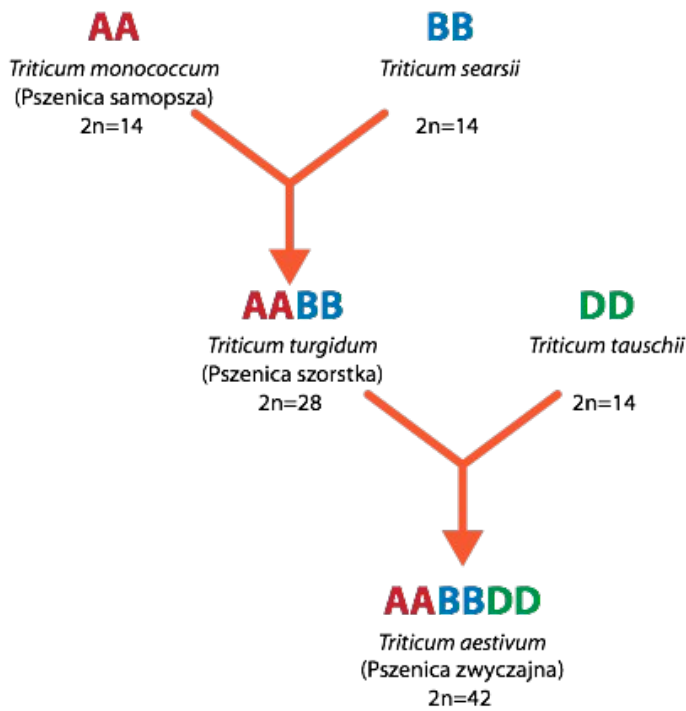 AA
Triticum monococcum
(Pszenica samopsza)
2n=14
BB
Triticum searsii
2n=14
AABB
Triticum turgidum
(Pszenica szorstka)
2n=28
DD
Triticum tauschii
2n=14
AABBDD
Triticum aestivum
(Pszenica zwyczajna)
2n=42